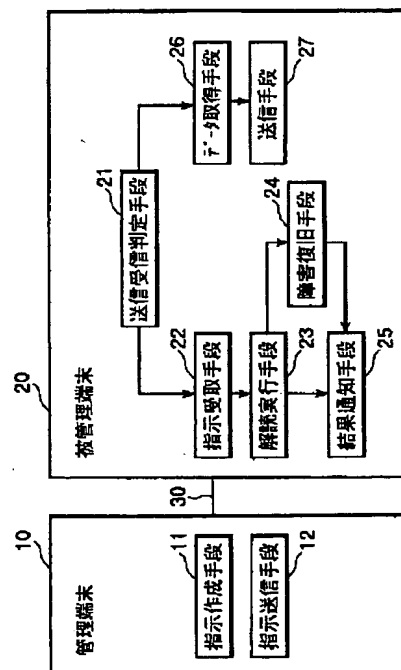 10
管理端末
11
指示作成手段
12
指示送信手段
30
20
被管理端末
21
送信受信判定手段
22
指示受取手段
23
解読実行手段
24
障害復旧手段
25
結果通知手段
26
データ取得手段
27
送信手段